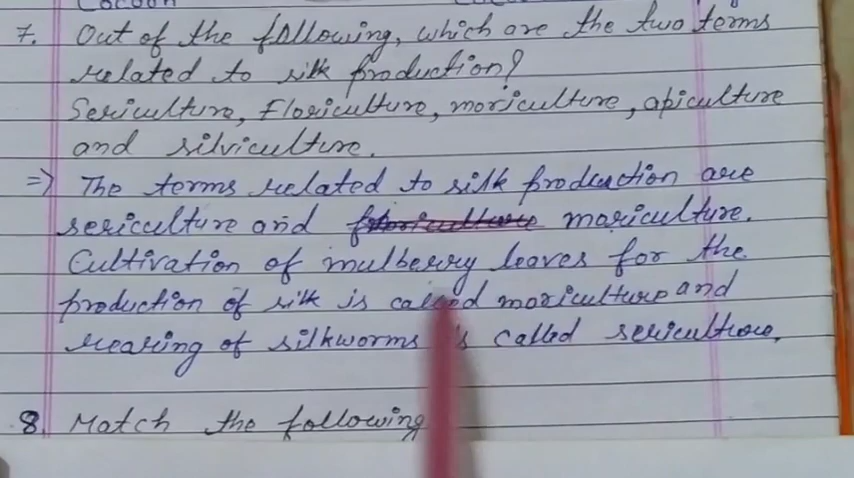 7. Out of the following, which are the two terms
related to silk production?
Sericulture, Floriculture, moriculture, apiculture
and silviculture.
=> The terms related to silk production are
sericulture and moriculture.
Cultivation of mulberry leaves for the
production of silk is called moriculture and
rearing of silkworms is called sericulture.
8. Match the following